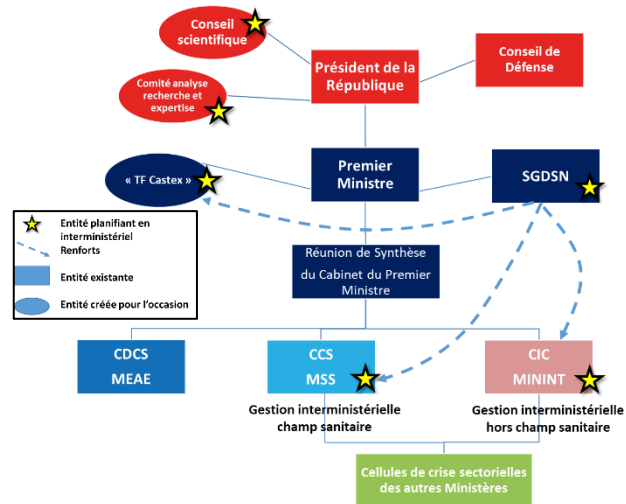 Conseil
scientifique
Président de la
République
Conseil de
Défense
Comité analyse
recherche et
expertise
« TF Castex »
Premier
Ministre
SGDSN
Entité planifiant en
interministériel
Renforts
Entité existante
Entité créée pour l'occasion
Réunion de Synthèse
du Cabinet du Premier
Ministre
CDCS
MEAE
CCS
MSS
CIC
MININT
Gestion interministérielle
champ sanitaire
Gestion interministérielle
hors champ sanitaire
Cellules de crise sectorielles
des autres Ministères